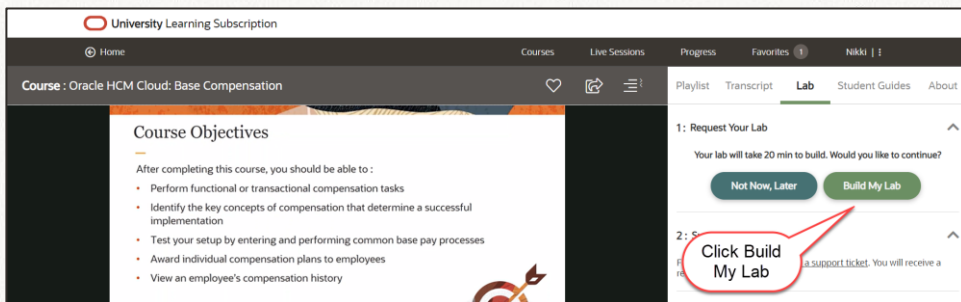 University Learning Subscription
Home
Courses
Live Sessions
Progress
Favorites 1
Nikki
Course : Oracle HCM Cloud: Base Compensation
Playlist
Transcript
Lab
Student Guides
About
Course Objectives
After completing this course, you should be able to :
• Perform functional or transactional compensation tasks
• Identify the key concepts of compensation that determine a successful
implementation
• Test your setup by entering and performing common base pay processes
• Award individual compensation plans to employees
• View an employee's compensation history
1: Request Your Lab
Your lab will take 20 min to build. Would you like to continue?
Not Now, Later
Build My Lab
2:
Click Build
My Lab
a support ticket. You will receive a